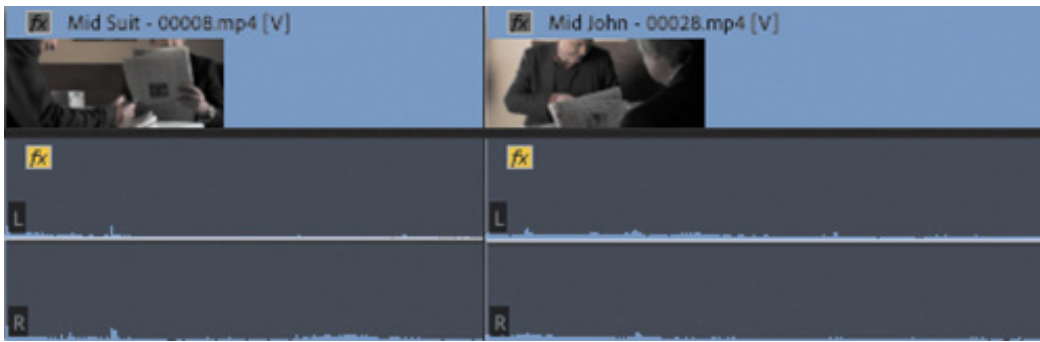 fx Mid Suit - 00008.mp4 [V]
fx Mid John - 00028.mp4 [V]
fx
fx
L
L
R
R